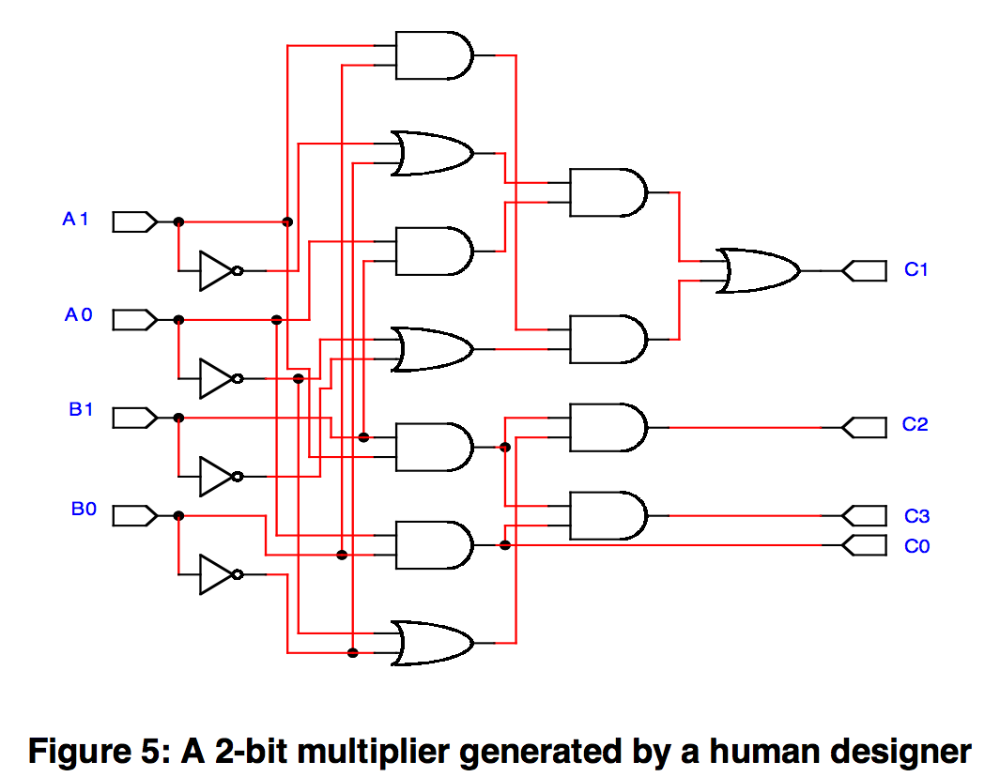 A1
A0
B1
B0
C1
C2
C3
C0
Figure 5: A 2-bit multiplier generated by a human designer